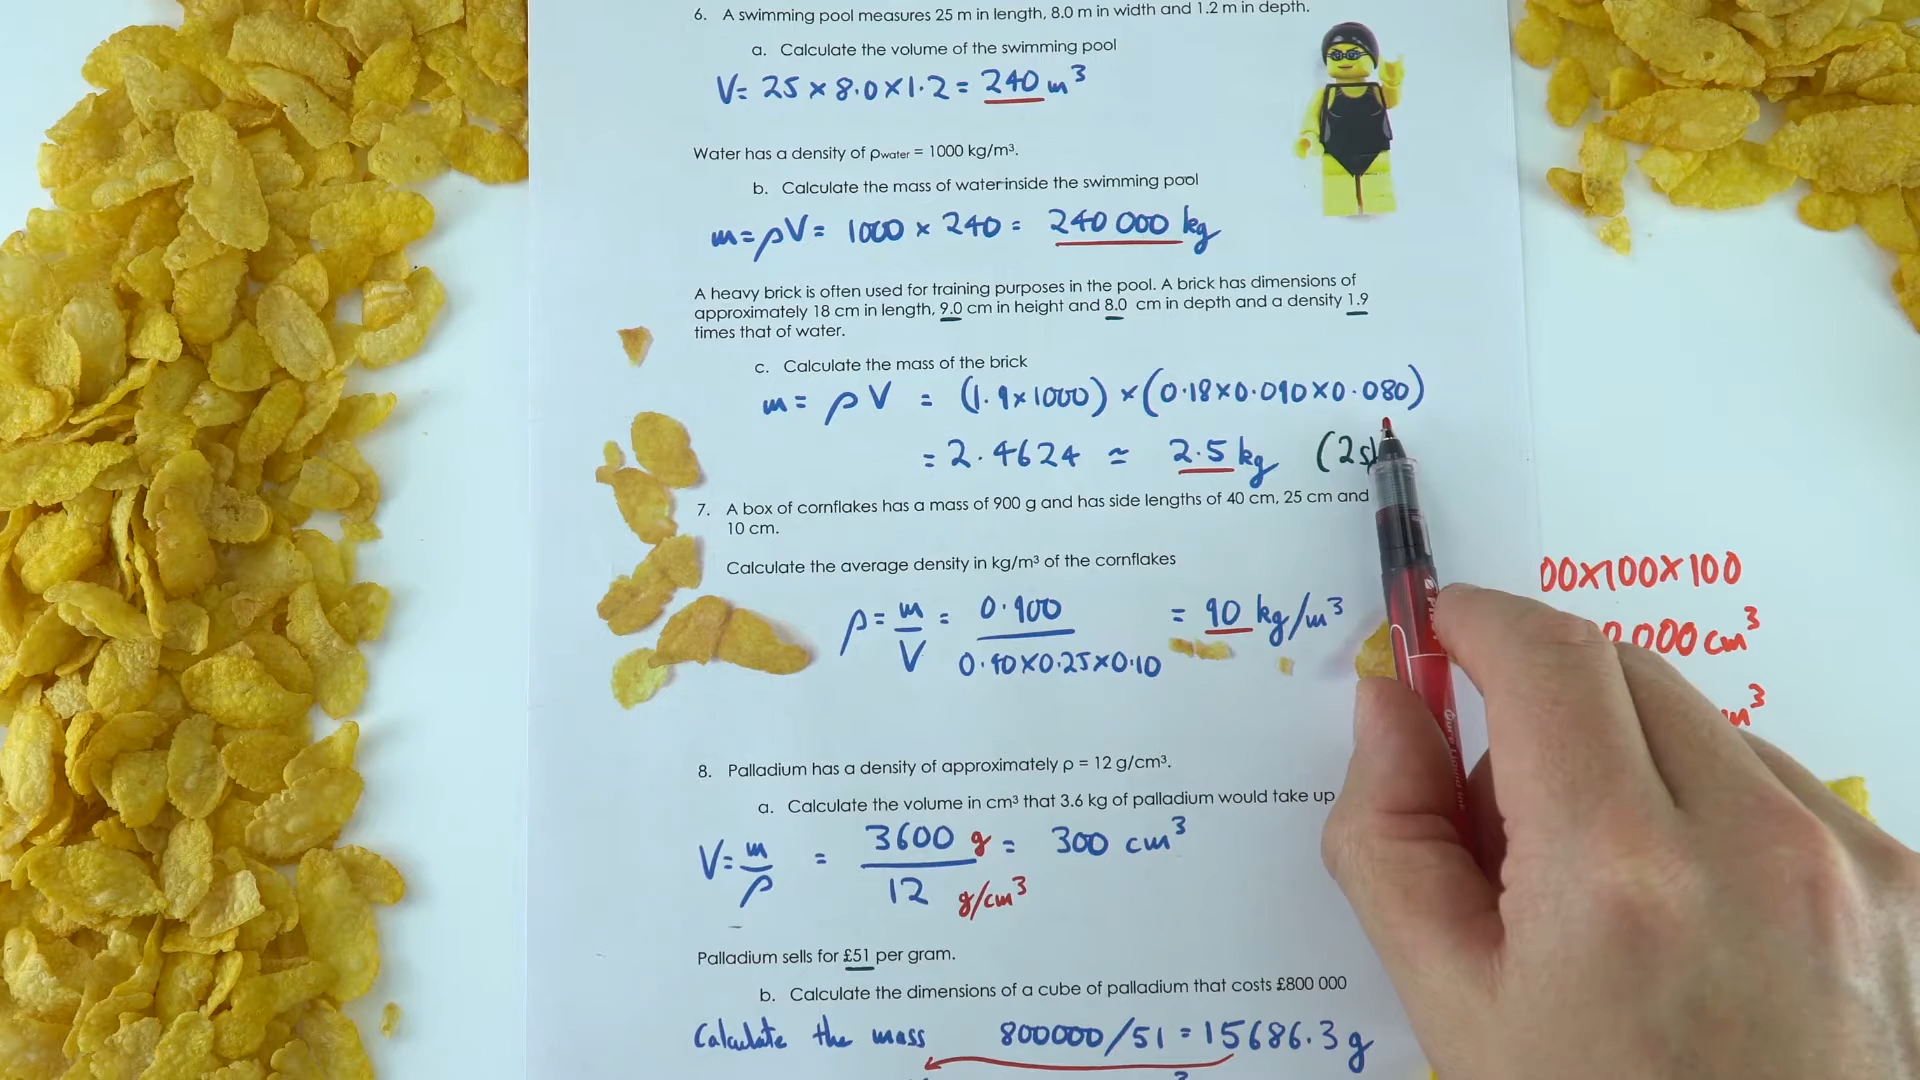 6. A swimming pool measures 25 m in length, 8.0 m in width and 1.2 m in depth.
a. Calculate the volume of the swimming pool
V= 25 × 8.0 × 1.2 = 240 m³
Water has a density of ρwater = 1000 kg/m³.
b. Calculate the mass of water inside the swimming pool
m = ρV = 1000 × 240 = 240 000 kg
A heavy brick is often used for training purposes in the pool. A brick has dimensions of
approximately 18 cm in length, 9.0 cm in height and 8.0 cm in depth and a density 1.9
times that of water.
c. Calculate the mass of the brick
m = ρV = (1.9×1000) × (0.18×0.090×0.080)
= 2.4624 ≃ 2.5 kg (2s
7. A box of cornflakes has a mass of 900 g and has side lengths of 40 cm, 25 cm and
10 cm.
Calculate the average density in kg/m³ of the cornflakes
ρ = m = 0.900 = 90 kg/m³
V 0.40×0.25×0.10
00×100×100
0 000 cm³
m³
8. Palladium has a density of approximately ρ = 12 g/cm³.
a. Calculate the volume in cm³ that 3.6 kg of palladium would take up
V = m = 3600 g = 300 cm³
ρ 12 g/cm³
Palladium sells for £51 per gram.
b. Calculate the dimensions of a cube of palladium that costs £800 000
Calculate the mass 800000/51 = 15686.3 g